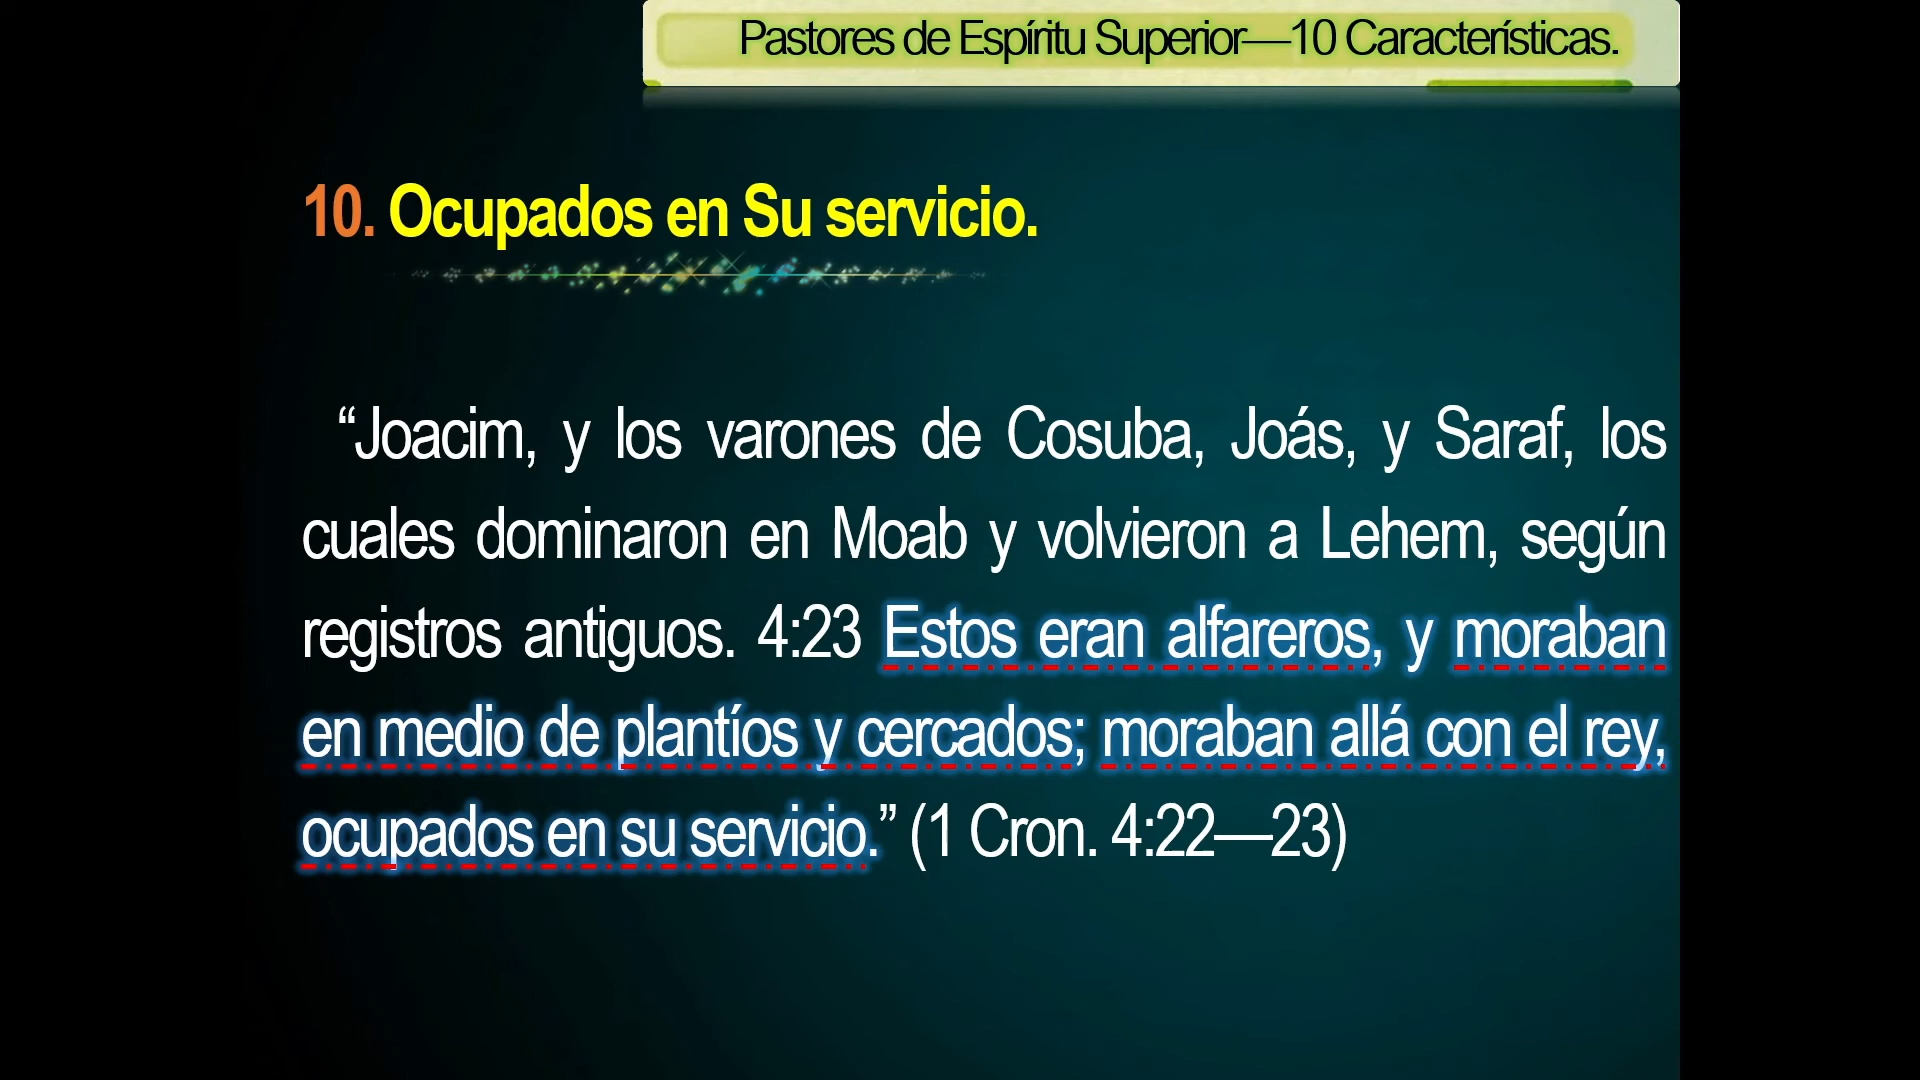 Pastores de Espíritu Superior—10 Características.
10. Ocupados en Su servicio.
“Joacim, y los varones de Cosuba, Joás, y Saraf, los
cuales dominaron en Moab y volvieron a Lehem, según
registros antiguos. 4:23 Estos eran alfareros, y moraban
en medio de plantíos y cercados; moraban allá con el rey,
ocupados en su servicio.” (1 Cron. 4:22—23)